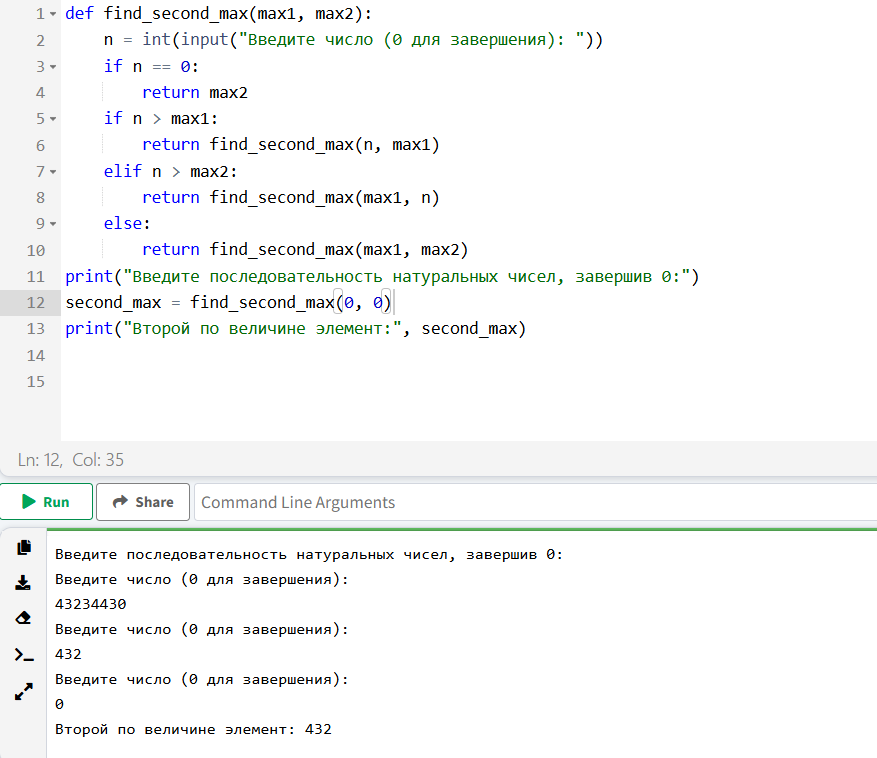 1 def find_second_max(max1, max2):
2     n = int(input("Введите число (0 для завершения): "))
3     if n == 0:
4         return max2
5     if n > max1:
6         return find_second_max(n, max1)
7     elif n > max2:
8         return find_second_max(max1, n)
9     else:
10         return find_second_max(max1, max2)
11 print("Введите последовательность натуральных чисел, завершив 0:")
12 second_max = find_second_max(0, 0)
13 print("Второй по величине элемент:", second_max)
14
15
Ln: 12, Col: 35
Run Share Command Line Arguments
Введите последовательность натуральных чисел, завершив 0:
Введите число (0 для завершения):
43234430
Введите число (0 для завершения):
432
Введите число (0 для завершения):
0
Второй по величине элемент: 432